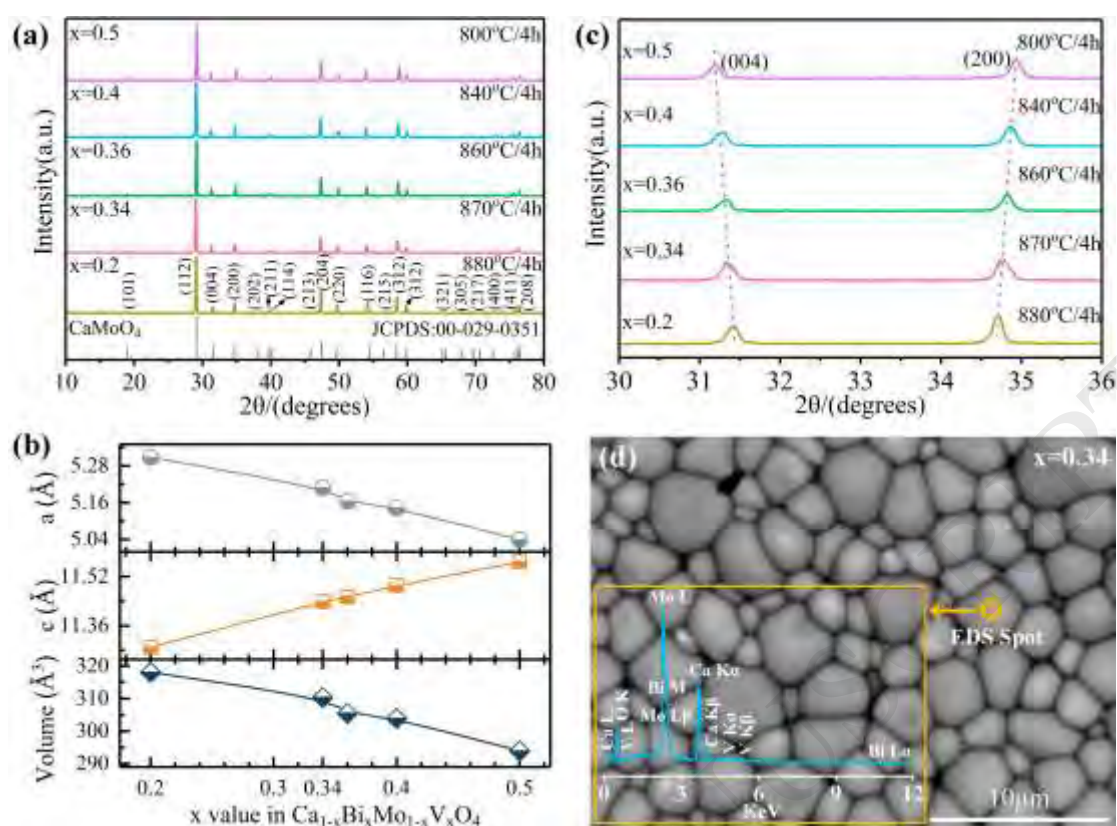 (a)
x=0.5
800°C/4h
x=0.4
840°C/4h
x=0.36
860°C/4h
x=0.34
870°C/4h
x=0.2
880°C/4h
(101)
(112)
(004)
(200)
(202)
(211)
(114)
(213)
(204)
(220)
(116)
(215)
(312)
(312)
(321)
(305)
(217)
(400)
(411)
(208)
CaMoO₄
JCPDS:00-029-0351
10 20 30 40 50 60 70 80
2θ/(degrees)
Intensity(a.u.)
(c)
x=0.5
(004)
(200)
800°C/4h
x=0.4
840°C/4h
x=0.36
860°C/4h
x=0.34
870°C/4h
x=0.2
880°C/4h
30 31 32 33 34 35 36
2θ/(degrees)
Intensity(a.u.)
(b)
a (Å)
5.28
5.16
5.04
c (Å)
11.52
11.36
Volume (Å³)
320
310
300
290
0.2 0.3 0.34 0.4 0.5
x value in Ca₁₋ₓBiₓMo₁₋ₓVₓO₄
(d)
x=0.34
EDS Spot
Mo L
Ca Kα
Bi M
Mo Lβ
Ca L
V L
O K
Ca Kβ
V Kα
V Kβ
Bi Lα
0 3 6 9 12
KeV
10μm